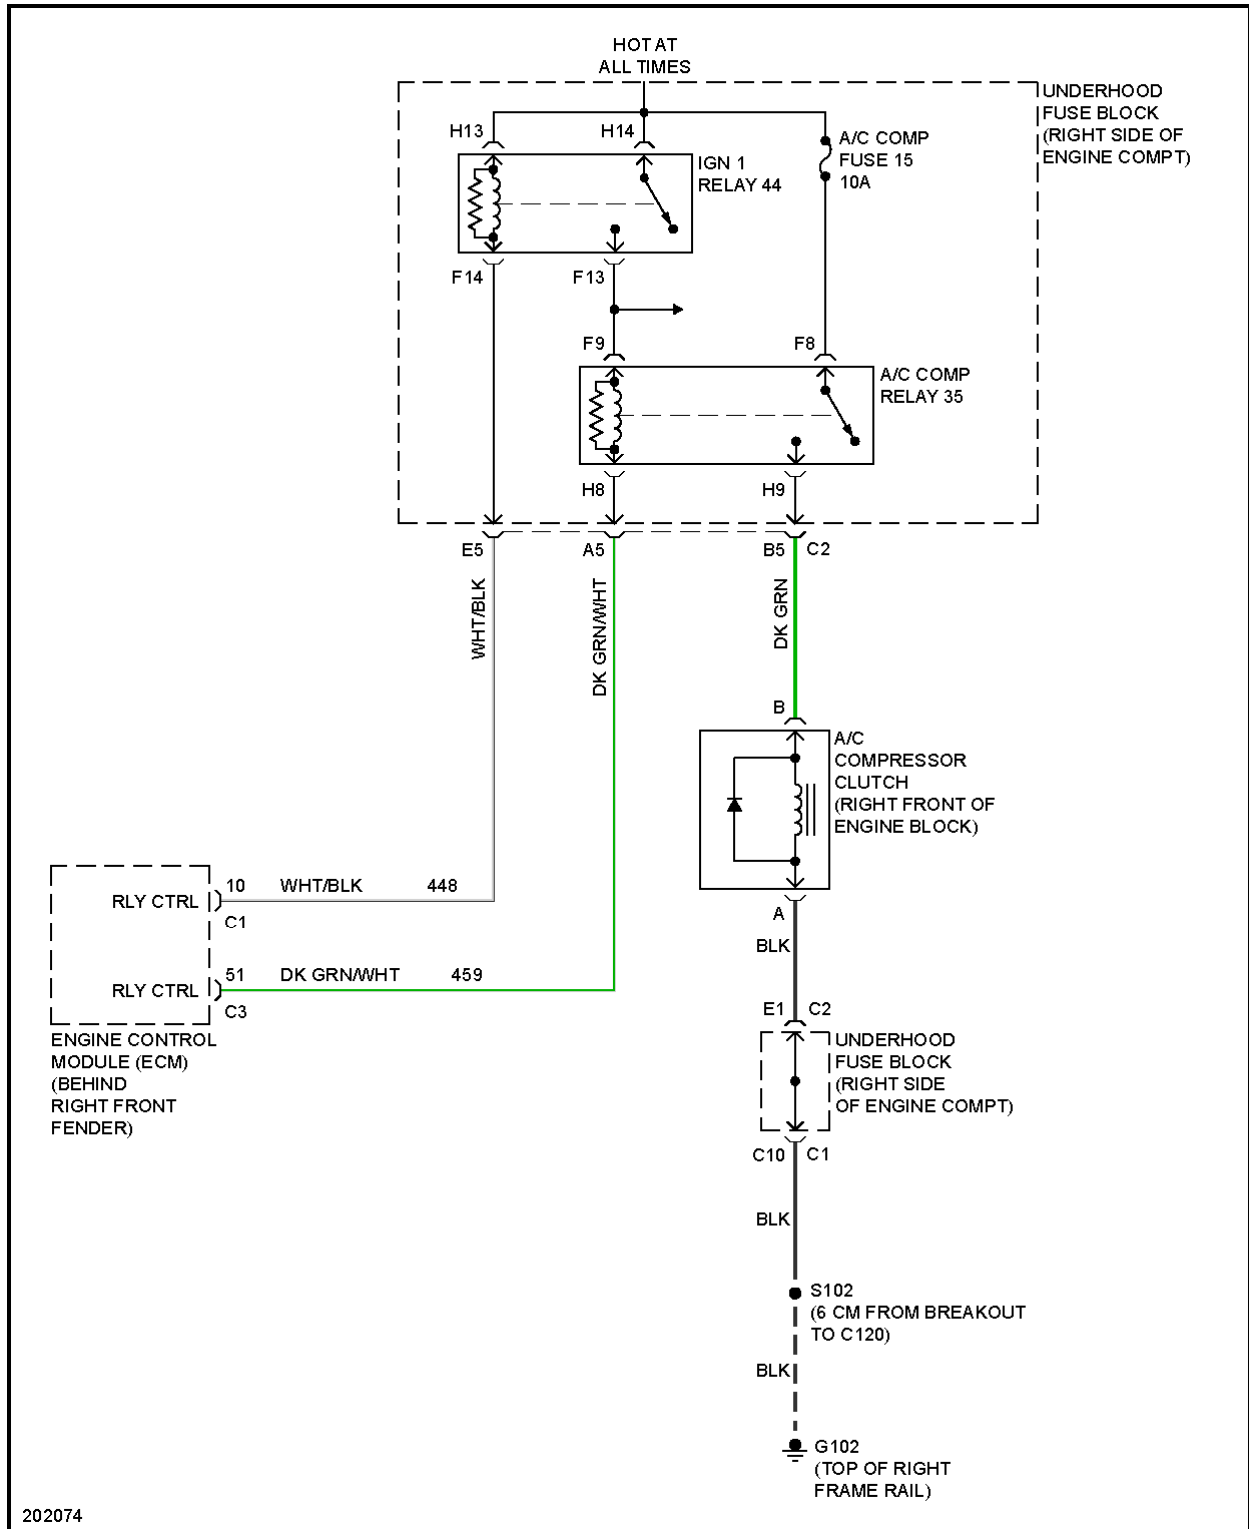 HOT AT
ALL TIMES
UNDERHOOD
FUSE BLOCK
(RIGHT SIDE OF
ENGINE COMPT)
H13
H14
A/C COMP
FUSE 15
10A
IGN 1
RELAY 44
F14
F13
F9
F8
A/C COMP
RELAY 35
H8
H9
E5
A5
B5
C2
WHT/BLK
DK GRN/WHT
DK GRN
B
A/C
COMPRESSOR
CLUTCH
(RIGHT FRONT OF
ENGINE BLOCK)
RLY CTRL
10
WHT/BLK
448
C1
RLY CTRL
51
DK GRN/WHT
459
C3
ENGINE CONTROL
MODULE (ECM)
(BEHIND
RIGHT FRONT
FENDER)
A
BLK
E1
C2
UNDERHOOD
FUSE BLOCK
(RIGHT SIDE
OF ENGINE COMPT)
C10
C1
BLK
S102
(6 CM FROM BREAKOUT
TO C120)
BLK
G102
(TOP OF RIGHT
FRAME RAIL)
202074